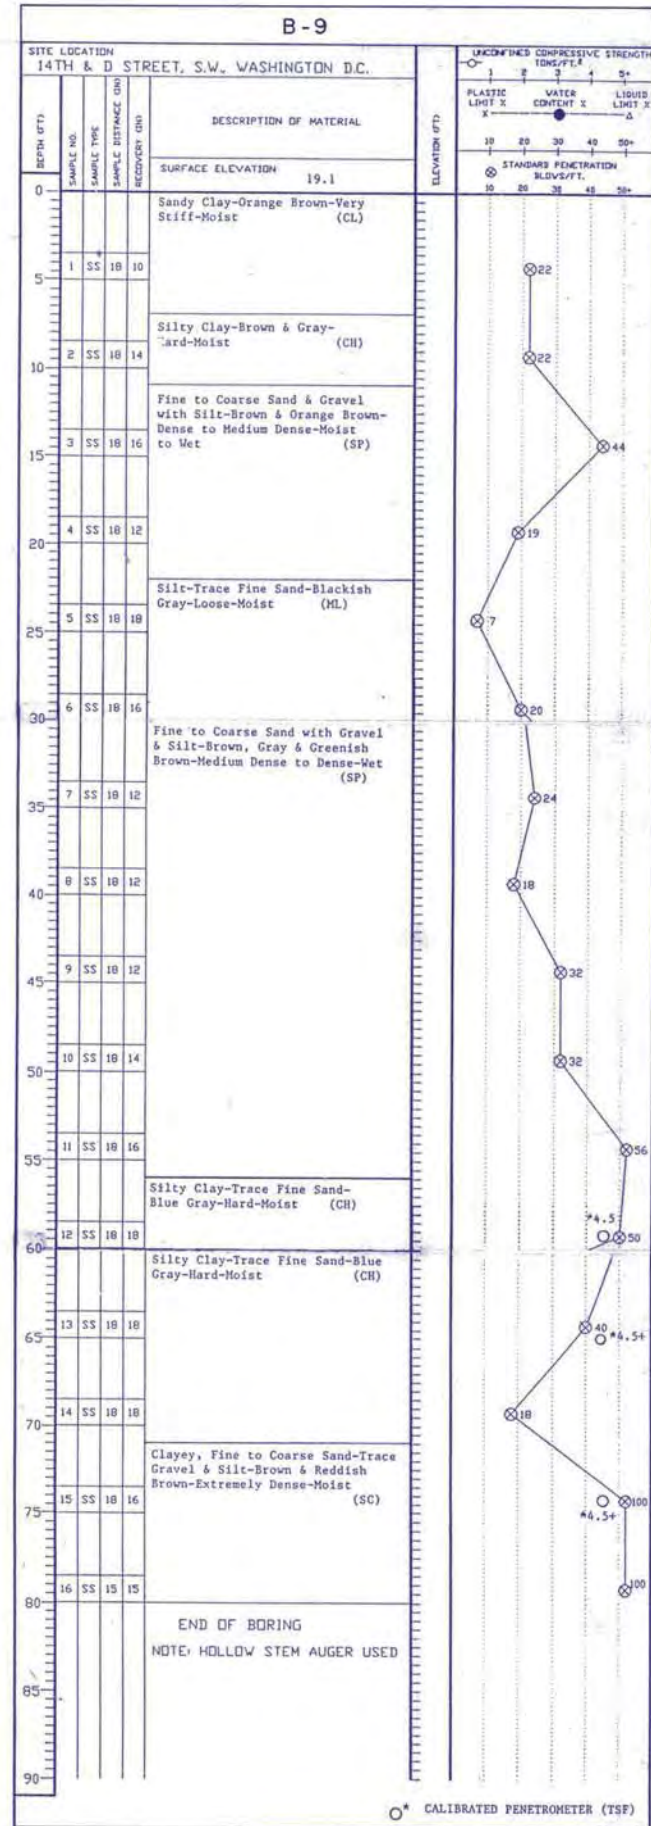 B-9
SITE LOCATION
14TH & D STREET, S.W., WASHINGTON D.C.
UNCONFINED COMPRESSIVE STRENGTH
TONS/FT.²
1 2 3 4 5+
PLASTIC LIMIT %
WATER CONTENT %
LIQUID LIMIT %
X
Δ
10 20 30 40 50+
STANDARD PENETRATION
BLOWS/FT.
10 20 30 40 50+
DEPTH (FT)
SAMPLE NO.
SAMPLE TYPE
SAMPLE DISTANCE (IN)
RECOVERY (IN)
DESCRIPTION OF MATERIAL
SURFACE ELEVATION 19.1
ELEVATION (FT)
0
Sandy Clay-Orange Brown-Very
Stiff-Moist (CL)
1 SS 18 10
22
5
Silty Clay-Brown & Gray-
Hard-Moist (CH)
2 SS 18 14
22
10
Fine to Coarse Sand & Gravel
with Silt-Brown & Orange Brown-
Dense to Medium Dense-Moist
to Wet (SP)
3 SS 18 16
44
15
4 SS 18 12
19
20
Silt-Trace Fine Sand-Blackish
Gray-Loose-Moist (ML)
5 SS 18 18
7
25
6 SS 18 16
20
30
Fine to Coarse Sand with Gravel
& Silt-Brown, Gray & Greenish
Brown-Medium Dense to Dense-Wet
(SP)
7 SS 18 12
24
35
8 SS 18 12
18
40
9 SS 18 12
32
45
10 SS 18 14
32
50
11 SS 18 16
56
55
Silty Clay-Trace Fine Sand-
Blue Gray-Hard-Moist (CH)
12 SS 18 18
*4.5
50
60
Silty Clay-Trace Fine Sand-Blue
Gray-Hard-Moist (CH)
13 SS 18 18
40
*4.5+
65
14 SS 18 18
18
70
Clayey, Fine to Coarse Sand-Trace
Gravel & Silt-Brown & Reddish
Brown-Extremely Dense-Moist
(SC)
15 SS 18 16
100
*4.5+
75
16 SS 15 15
100
80
END OF BORING
NOTE: HOLLOW STEM AUGER USED
85
90
O* CALIBRATED PENETROMETER (TSF)